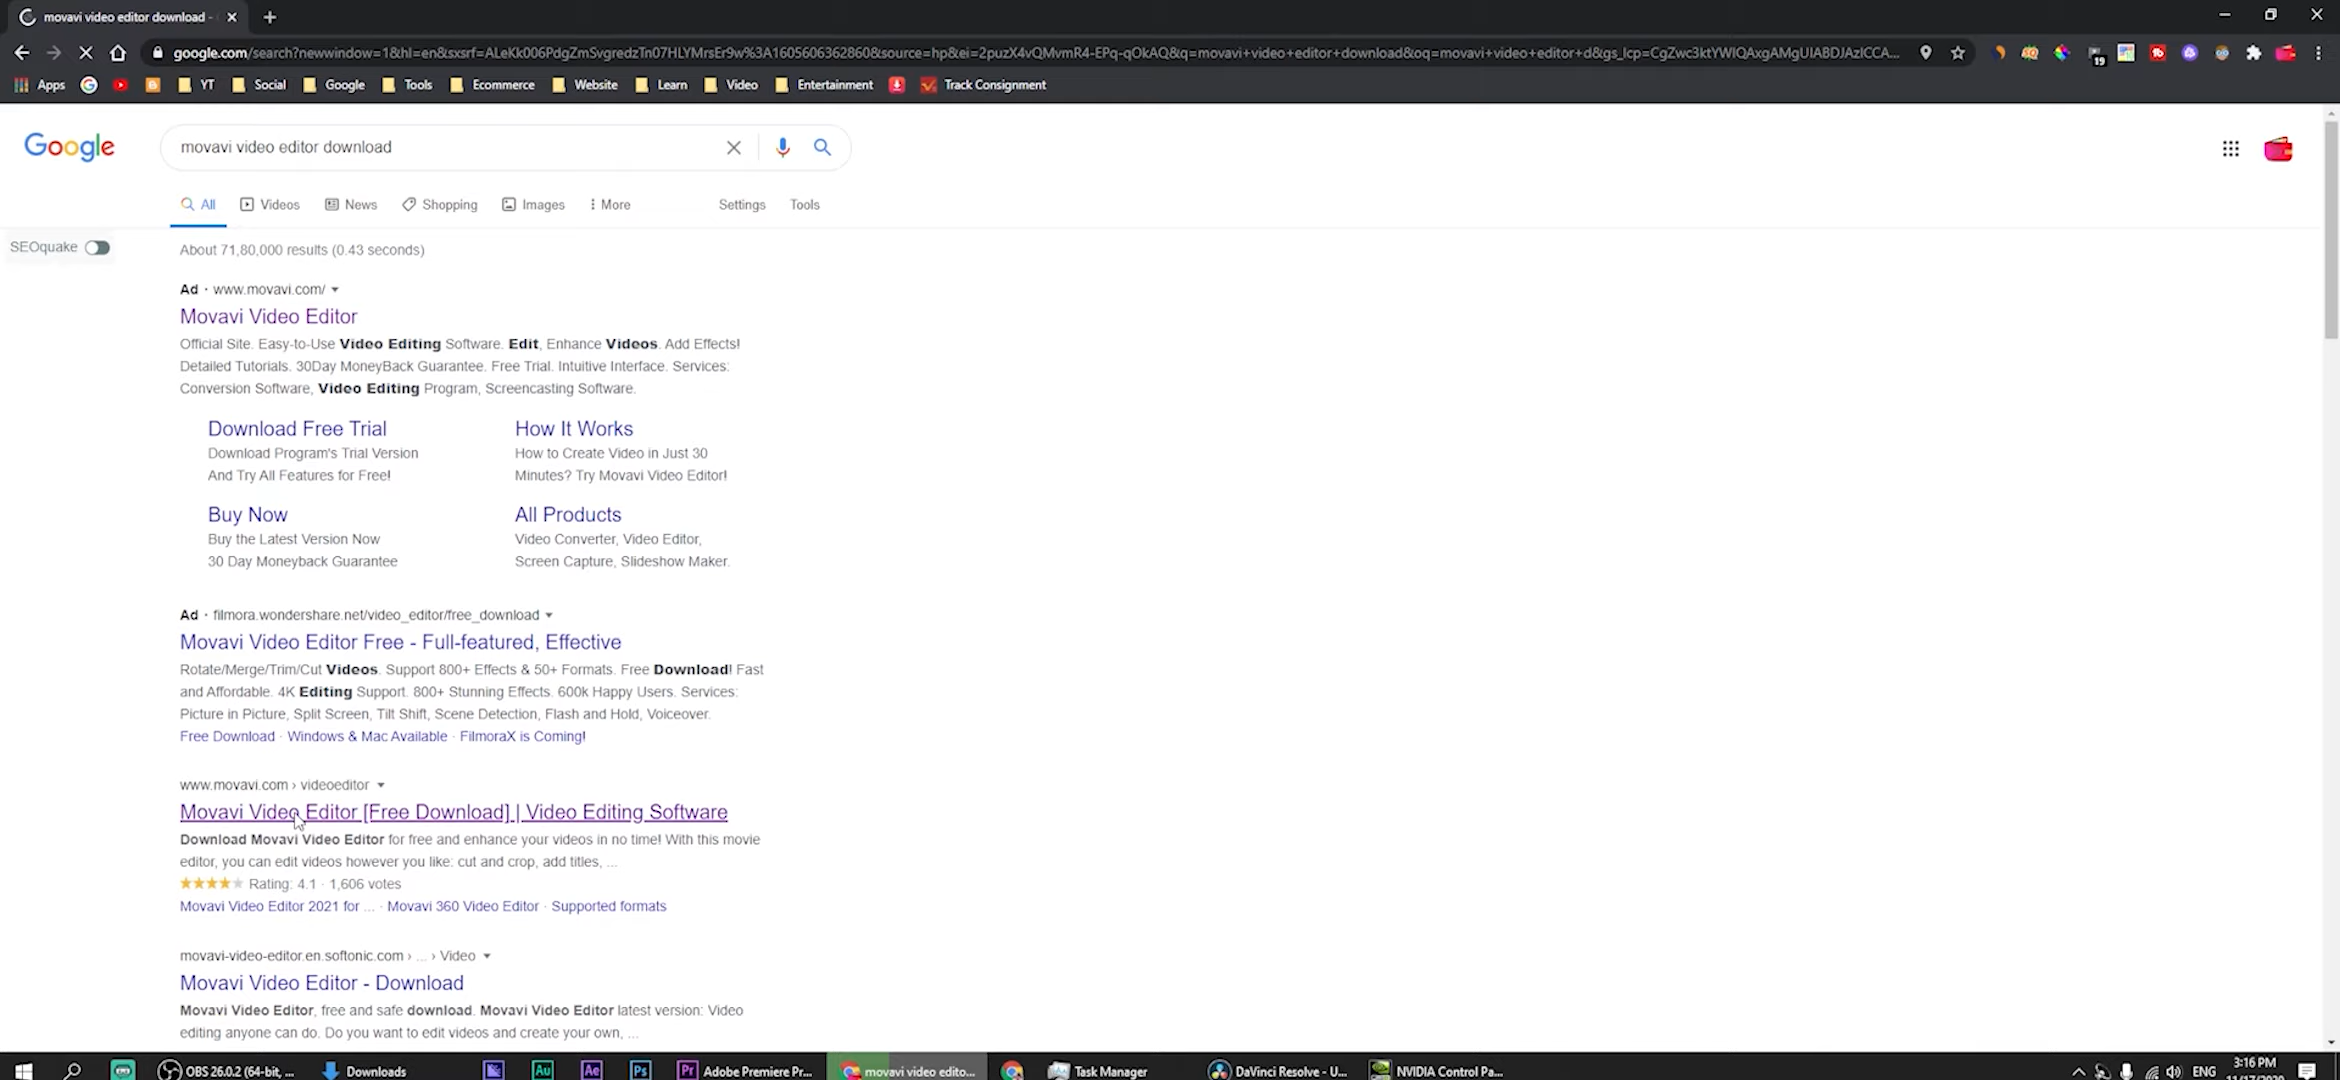 movavi video editor download -
google.com/search?newwindow=1&hl=en&sxsrf=ALeKk006PdgZmSvgredzTn07HLYMrsEr9w%3A1605606362860&source=hp&ei=2puzX4vQMvmR4-EPq-qOkAQ&q=movavi+video+editor+download&oq=movavi+video+editor+d&gs_lcp=CgZwc3ktYWIQAxgAMgUIABDJAzICCA...
Apps YT Social Google Tools Ecommerce Website Learn Video Entertainment Track Consignment
19
Google
movavi video editor download
All Videos News Shopping Images More Settings Tools
SEOquake
About 71,80,000 results (0.43 seconds)
Ad · www.movavi.com/
Movavi Video Editor
Official Site. Easy-to-Use Video Editing Software. Edit, Enhance Videos. Add Effects!
Detailed Tutorials. 30Day MoneyBack Guarantee. Free Trial. Intuitive Interface. Services:
Conversion Software, Video Editing Program, Screencasting Software.
Download Free Trial
Download Program's Trial Version
And Try All Features for Free!
How It Works
How to Create Video in Just 30
Minutes? Try Movavi Video Editor!
Buy Now
Buy the Latest Version Now
30 Day Moneyback Guarantee
All Products
Video Converter, Video Editor,
Screen Capture, Slideshow Maker.
Ad · filmora.wondershare.net/video_editor/free_download
Movavi Video Editor Free - Full-featured, Effective
Rotate/Merge/Trim/Cut Videos. Support 800+ Effects & 50+ Formats. Free Download! Fast
and Affordable. 4K Editing Support. 800+ Stunning Effects. 600k Happy Users. Services:
Picture in Picture, Split Screen, Tilt Shift, Scene Detection, Flash and Hold, Voiceover.
Free Download · Windows & Mac Available · FilmoraX is Coming!
www.movavi.com › videoeditor
Movavi Video Editor [Free Download] | Video Editing Software
Download Movavi Video Editor for free and enhance your videos in no time! With this movie
editor, you can edit videos however you like: cut and crop, add titles, ...
Rating: 4.1 · 1,606 votes
Movavi Video Editor 2021 for ... · Movavi 360 Video Editor · Supported formats
movavi-video-editor.en.softonic.com › ... › Video
Movavi Video Editor - Download
Movavi Video Editor, free and safe download. Movavi Video Editor latest version: Video
editing anyone can do. Do you want to edit videos and create your own, ...
OBS 26.0.2 (64-bit, ... Downloads Au Ae Ps Pr Adobe Premiere Pr... movavi video edito... Task Manager DaVinci Resolve - U... NVIDIA Control Pa... ENG 3:16 PM